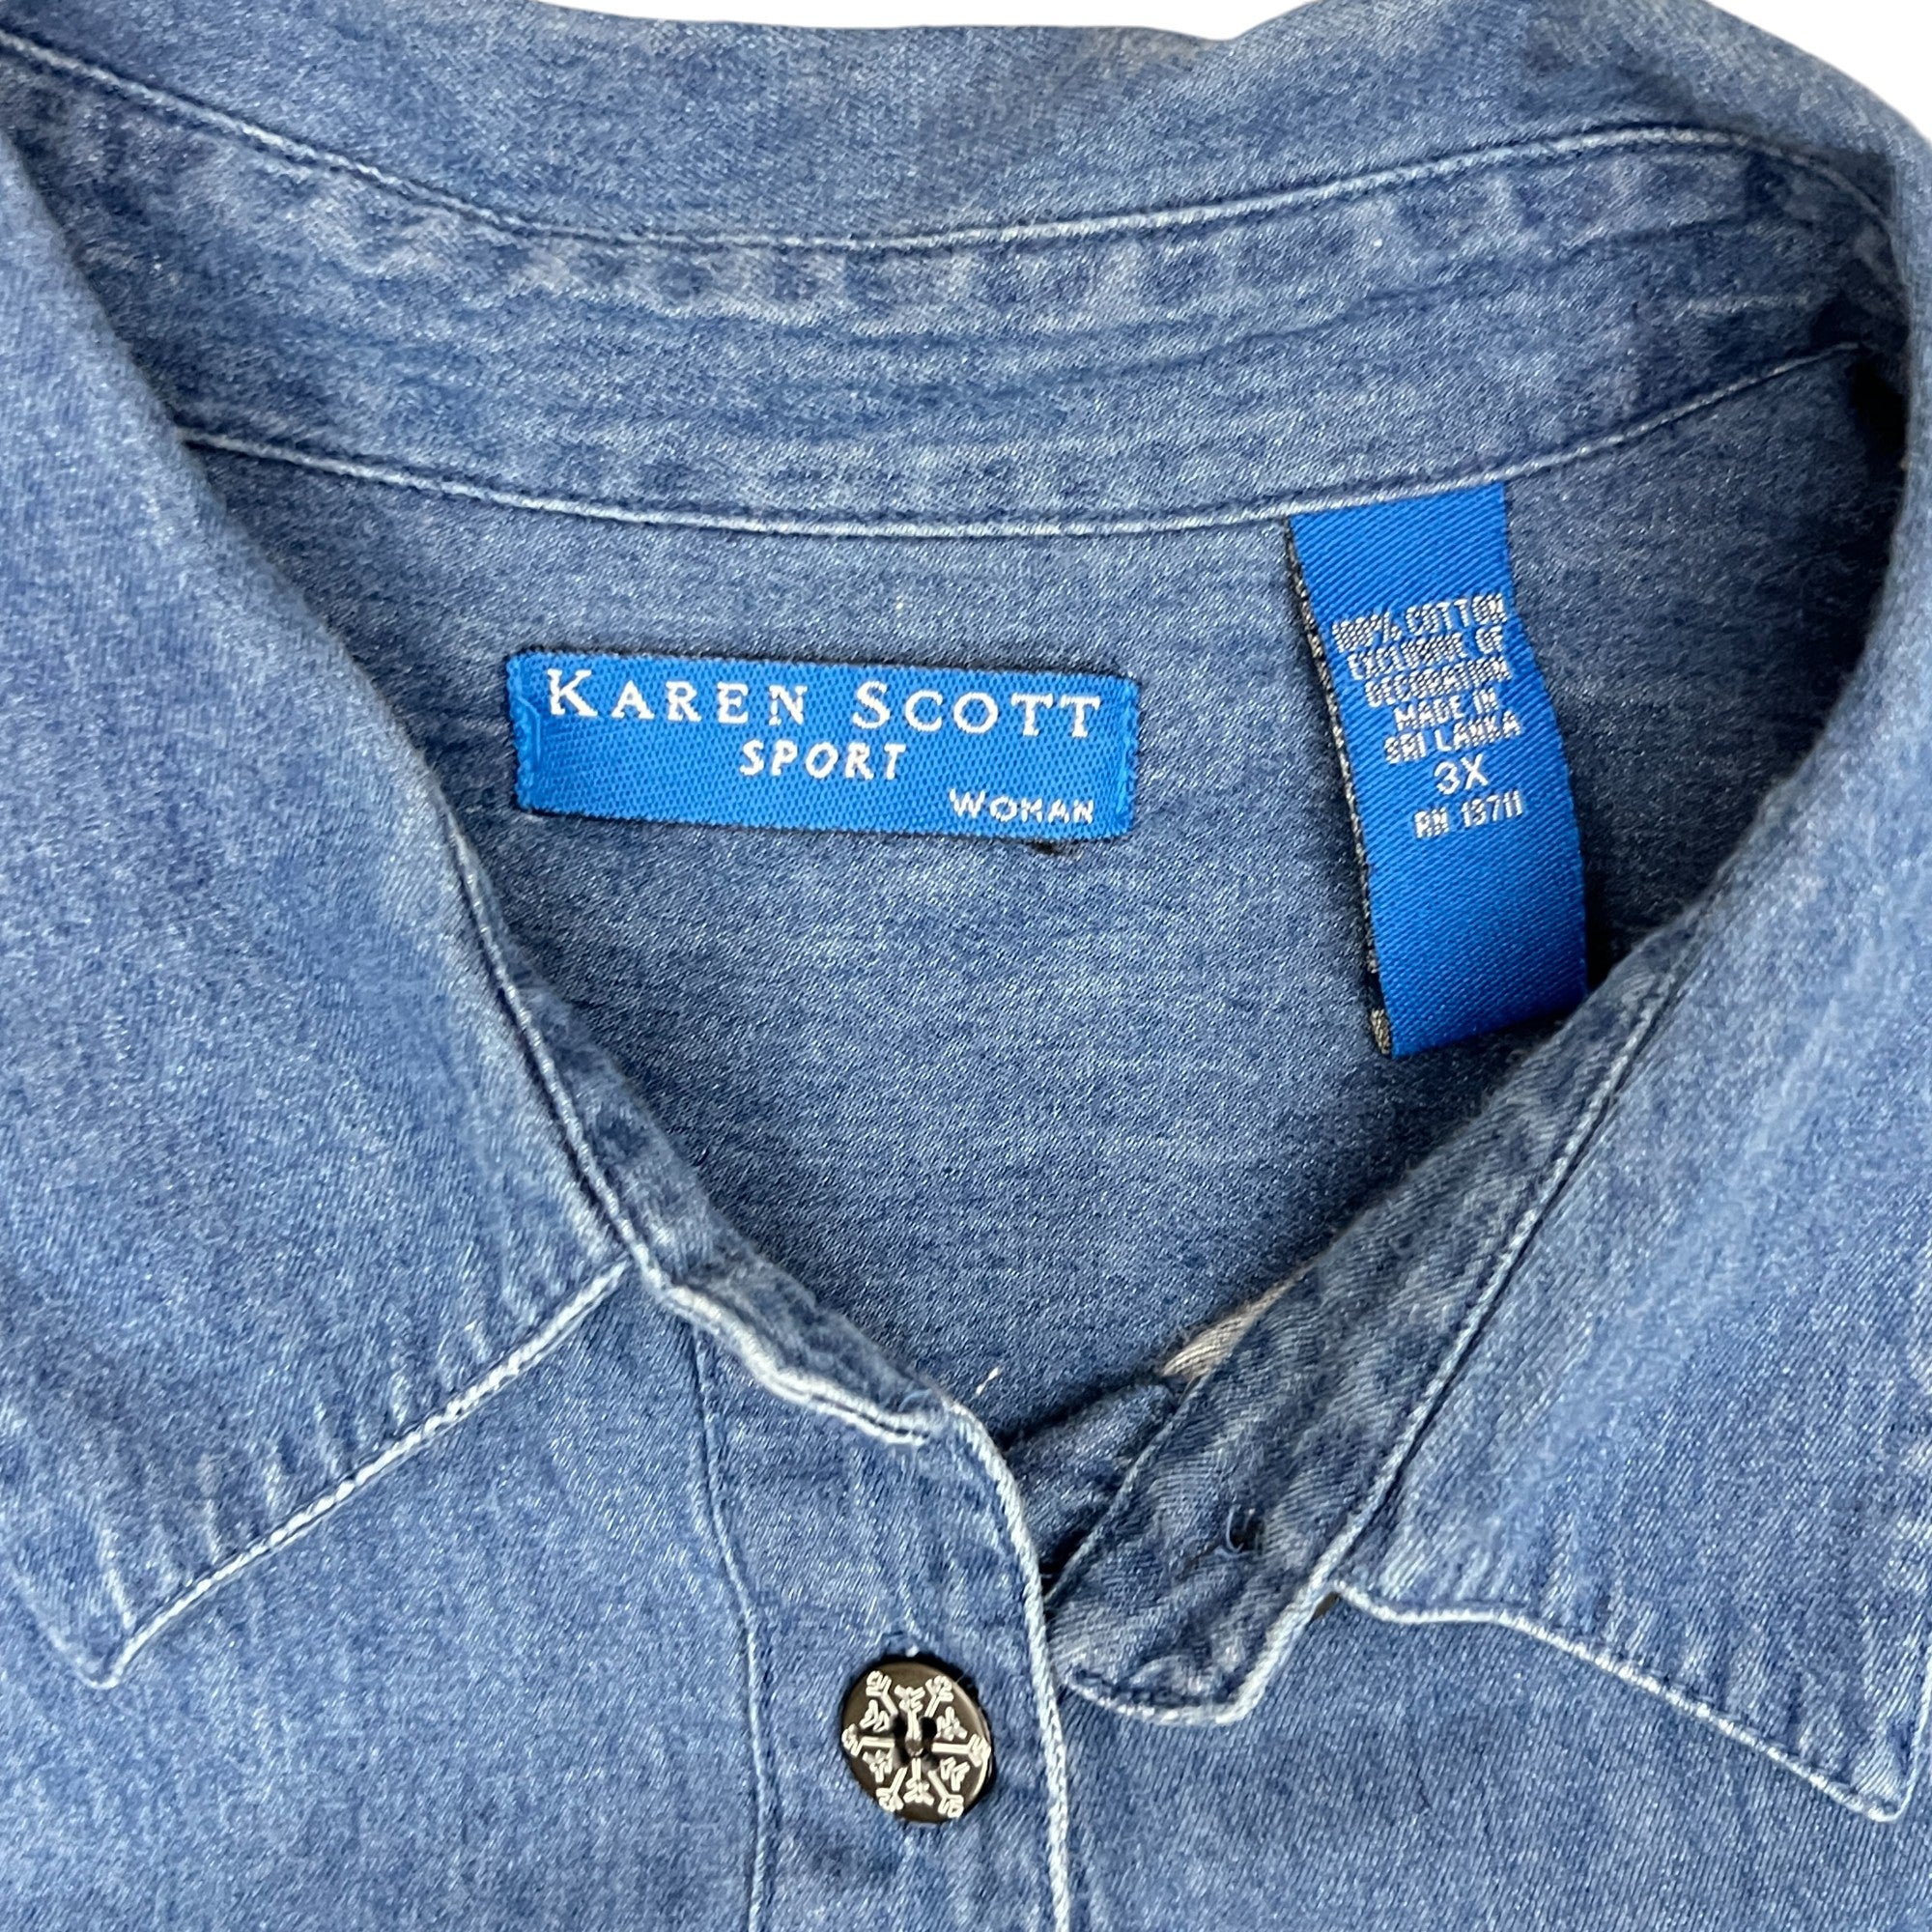 KAREN SCOTT
SPORT
WOMAN
100% COTTON
EXCLUSIVE OF
DECORATION
MADE IN
SRI LANKA
3X
RN 13711